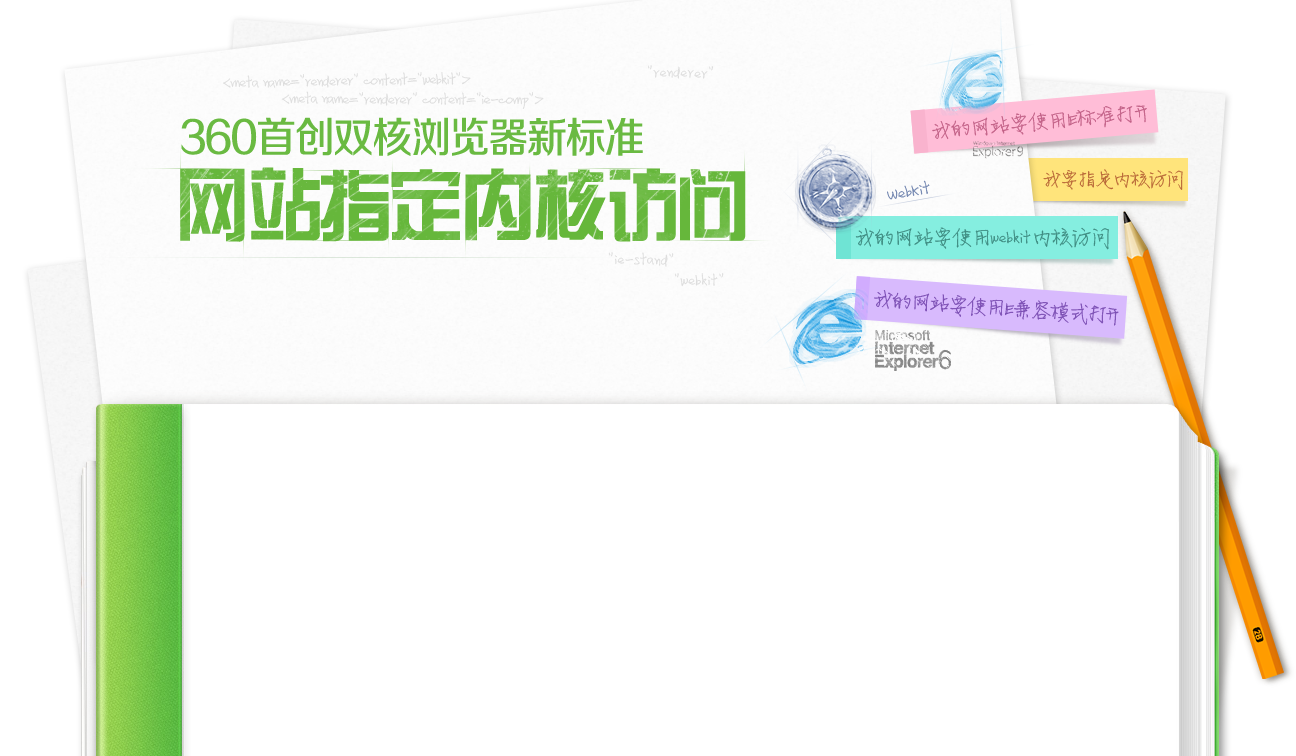 <meta name="renderer" content="webkit">
"renderer"
<meta name="renderer" content="ie-comp">
360首创双核浏览器新标准
网站指定内核访问
"ie-stand"
"webkit"
我的网站要使用IE标准打开
Explorer9
我要指定内核访问
webkit
我的网站要使用webkit内核访问
我的网站要使用IE兼容模式打开
Microsoft
Internet
Explorer6
2B